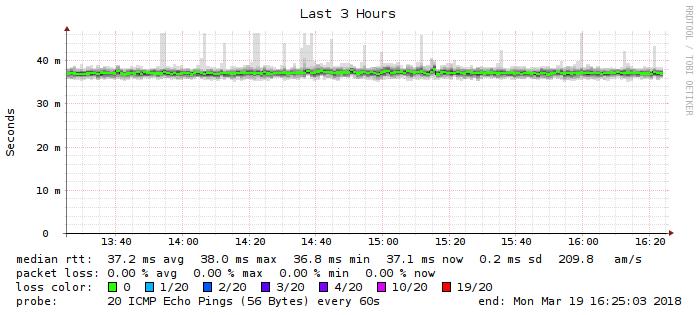 Last 3 Hours
RRDTOOL / TOBI OETIKER
Seconds
40 m
30 m
20 m
10 m
0
13:40 14:00 14:20 14:40 15:00 15:20 15:40 16:00 16:20
median rtt: 37.2 ms avg 38.0 ms max 36.8 ms min 37.1 ms now 0.2 ms sd 209.8 am/s
packet loss: 0.00 % avg 0.00 % max 0.00 % min 0.00 % now
loss color: 0 1/20 2/20 3/20 4/20 10/20 19/20
probe: 20 ICMP Echo Pings (56 Bytes) every 60s end: Mon Mar 19 16:25:03 2018